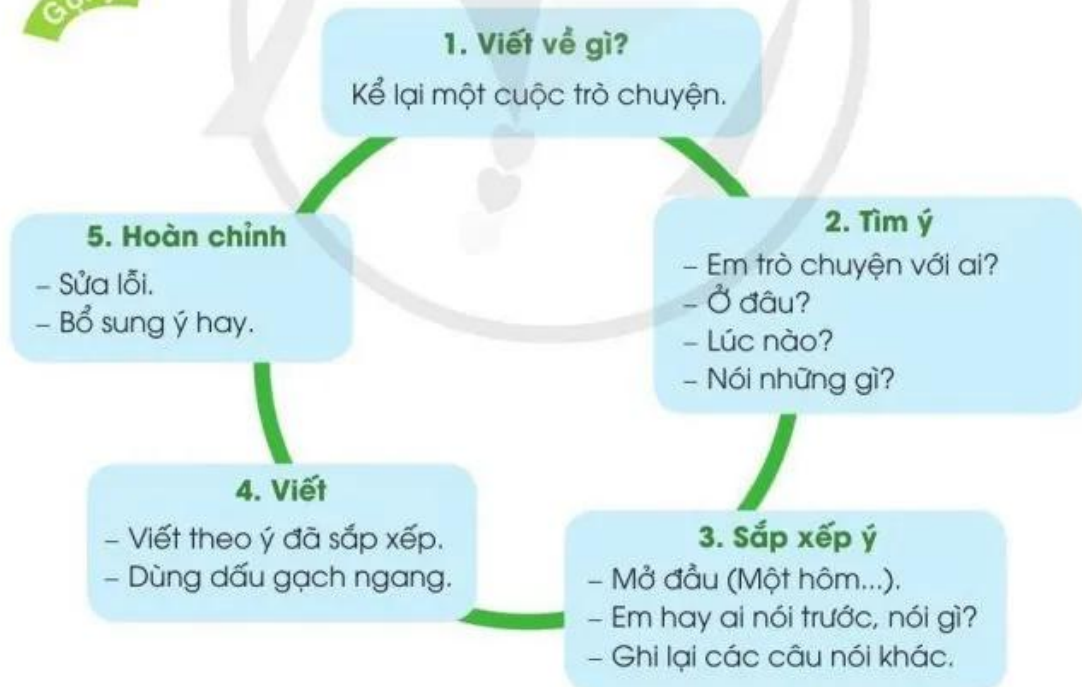 1. Viết về gì?
Kể lại một cuộc trò chuyện.
2. Tìm ý
– Em trò chuyện với ai?
– Ở đâu?
– Lúc nào?
– Nói những gì?
3. Sắp xếp ý
– Mở đầu (Một hôm...).
– Em hay ai nói trước, nói gì?
– Ghi lại các câu nói khác.
4. Viết
– Viết theo ý đã sắp xếp.
– Dùng dấu gạch ngang.
5. Hoàn chỉnh
– Sửa lỗi.
– Bổ sung ý hay.